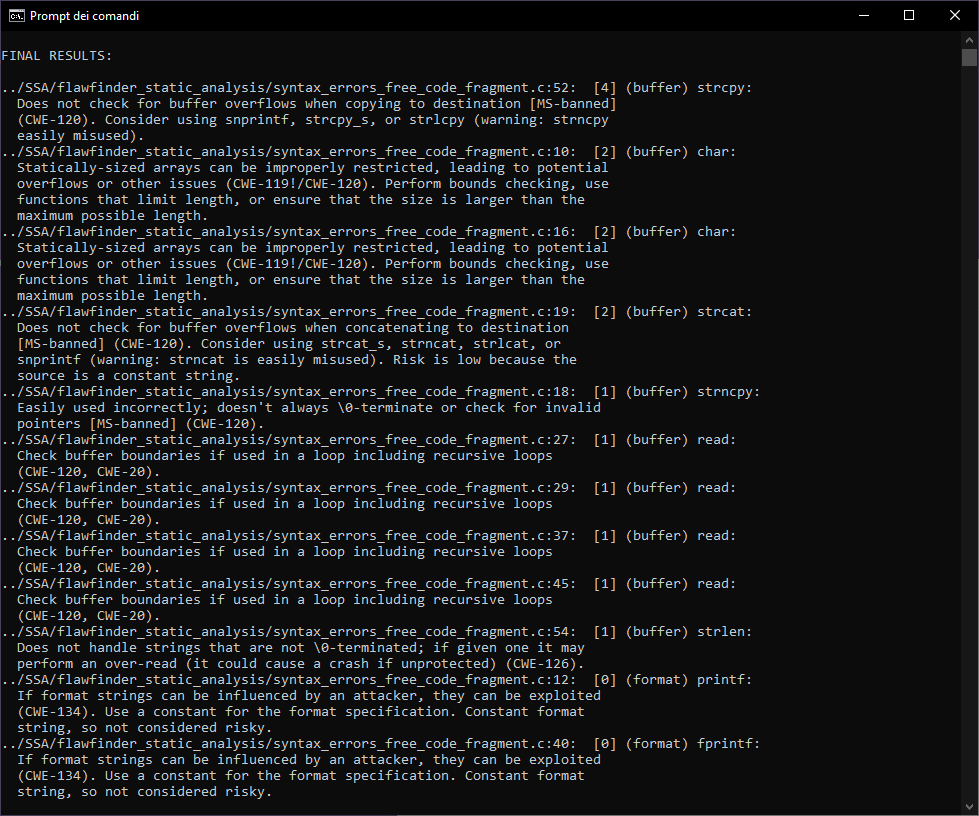 Prompt dei comandi
FINAL RESULTS:
../SSA/flawfinder_static_analysis/syntax_errors_free_code_fragment.c:52:  [4] (buffer) strcpy:
  Does not check for buffer overflows when copying to destination [MS-banned]
  (CWE-120). Consider using snprintf, strcpy_s, or strlcpy (warning: strncpy
  easily misused).
../SSA/flawfinder_static_analysis/syntax_errors_free_code_fragment.c:10:  [2] (buffer) char:
  Statically-sized arrays can be improperly restricted, leading to potential
  overflows or other issues (CWE-119!/CWE-120). Perform bounds checking, use
  functions that limit length, or ensure that the size is larger than the
  maximum possible length.
../SSA/flawfinder_static_analysis/syntax_errors_free_code_fragment.c:16:  [2] (buffer) char:
  Statically-sized arrays can be improperly restricted, leading to potential
  overflows or other issues (CWE-119!/CWE-120). Perform bounds checking, use
  functions that limit length, or ensure that the size is larger than the
  maximum possible length.
../SSA/flawfinder_static_analysis/syntax_errors_free_code_fragment.c:19:  [2] (buffer) strcat:
  Does not check for buffer overflows when concatenating to destination
  [MS-banned] (CWE-120). Consider using strcat_s, strncat, strlcat, or
  snprintf (warning: strncat is easily misused). Risk is low because the
  source is a constant string.
../SSA/flawfinder_static_analysis/syntax_errors_free_code_fragment.c:18:  [1] (buffer) strncpy:
  Easily used incorrectly; doesn't always \0-terminate or check for invalid
  pointers [MS-banned] (CWE-120).
../SSA/flawfinder_static_analysis/syntax_errors_free_code_fragment.c:27:  [1] (buffer) read:
  Check buffer boundaries if used in a loop including recursive loops
  (CWE-120, CWE-20).
../SSA/flawfinder_static_analysis/syntax_errors_free_code_fragment.c:29:  [1] (buffer) read:
  Check buffer boundaries if used in a loop including recursive loops
  (CWE-120, CWE-20).
../SSA/flawfinder_static_analysis/syntax_errors_free_code_fragment.c:37:  [1] (buffer) read:
  Check buffer boundaries if used in a loop including recursive loops
  (CWE-120, CWE-20).
../SSA/flawfinder_static_analysis/syntax_errors_free_code_fragment.c:45:  [1] (buffer) read:
  Check buffer boundaries if used in a loop including recursive loops
  (CWE-120, CWE-20).
../SSA/flawfinder_static_analysis/syntax_errors_free_code_fragment.c:54:  [1] (buffer) strlen:
  Does not handle strings that are not \0-terminated; if given one it may
  perform an over-read (it could cause a crash if unprotected) (CWE-126).
../SSA/flawfinder_static_analysis/syntax_errors_free_code_fragment.c:12:  [0] (format) printf:
  If format strings can be influenced by an attacker, they can be exploited
  (CWE-134). Use a constant for the format specification. Constant format
  string, so not considered risky.
../SSA/flawfinder_static_analysis/syntax_errors_free_code_fragment.c:40:  [0] (format) fprintf:
  If format strings can be influenced by an attacker, they can be exploited
  (CWE-134). Use a constant for the format specification. Constant format
  string, so not considered risky.